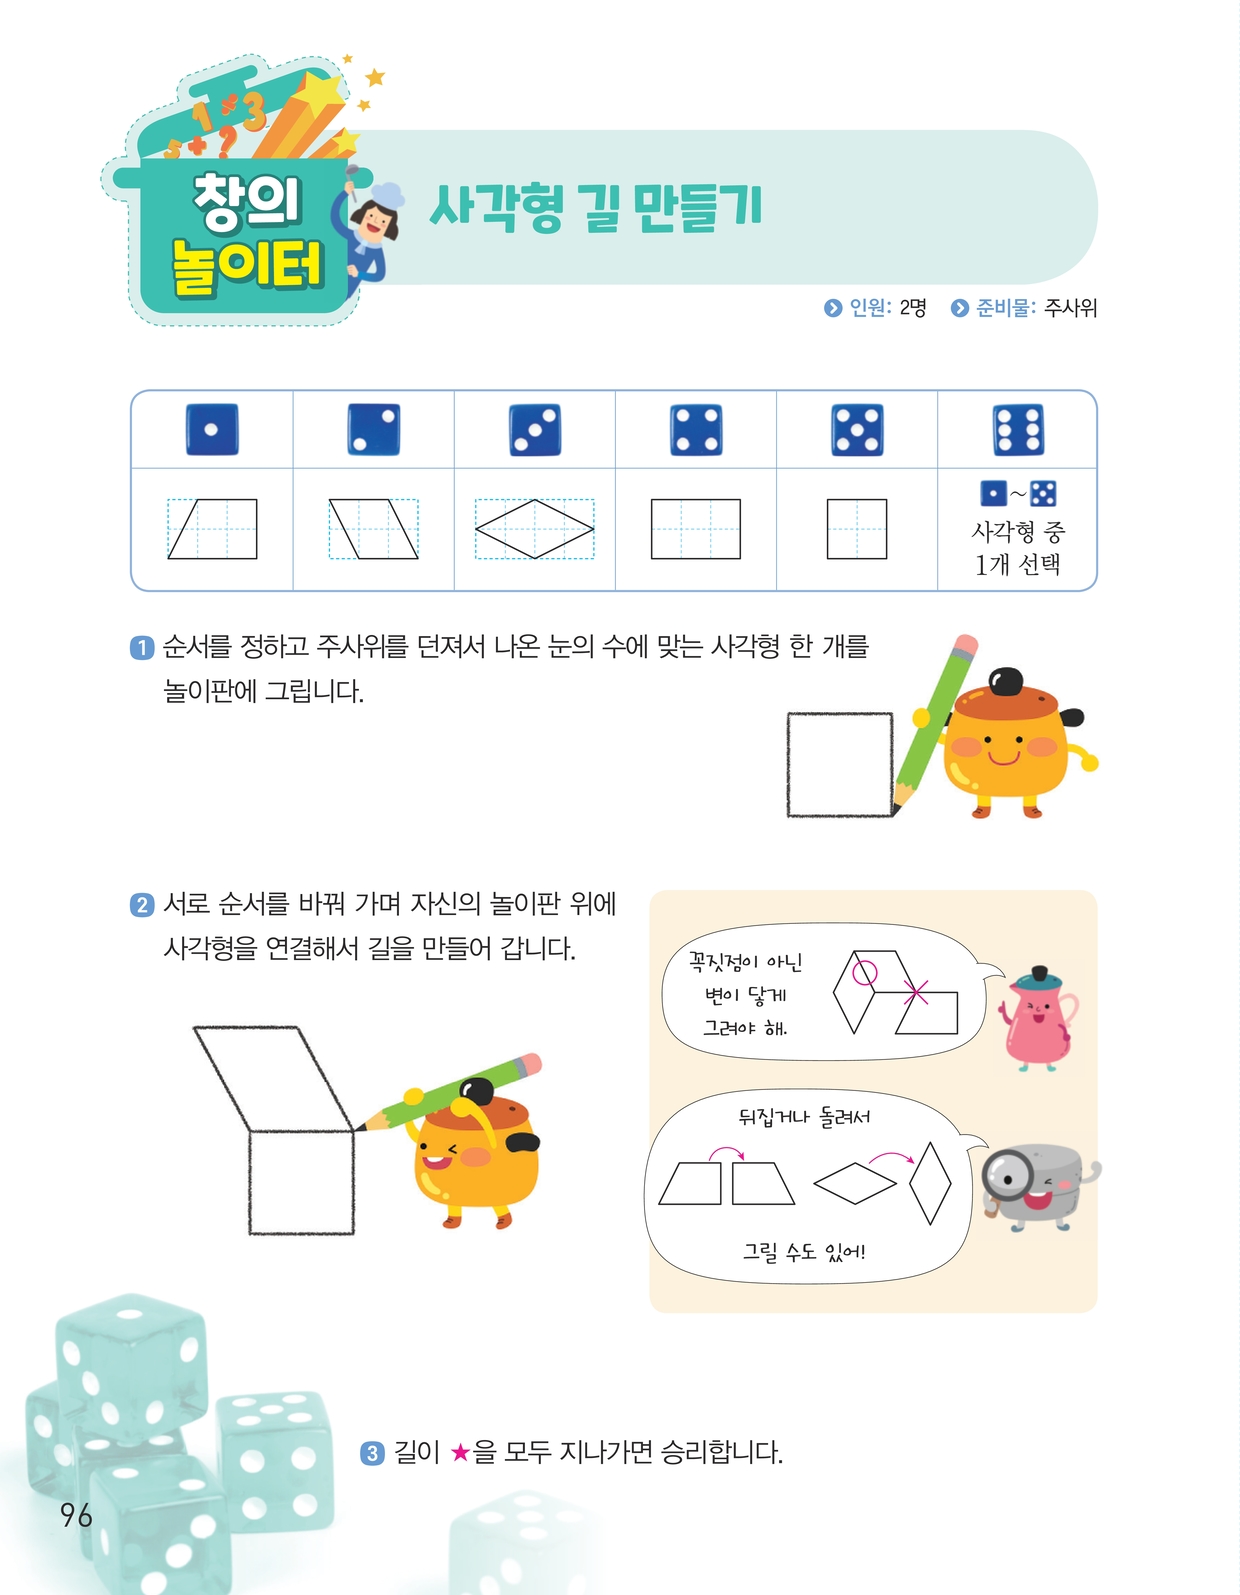 1 × 3
5 + ?
창의
놀이터
사각형 길 만들기
인원: 2명 준비물: 주사위
~
사각형 중
1개 선택
1 순서를 정하고 주사위를 던져서 나온 눈의 수에 맞는 사각형 한 개를
놀이판에 그립니다.
2 서로 순서를 바꿔 가며 자신의 놀이판 위에
사각형을 연결해서 길을 만들어 갑니다.
꼭짓점이 아닌
변이 닿게
그려야 해.
뒤집거나 돌려서
그릴 수도 있어!
3 길이 ★을 모두 지나가면 승리합니다.
96